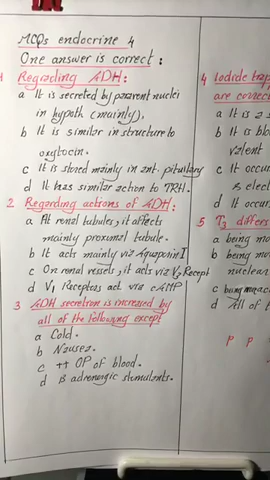 MCQs endocrine 4
One answer is correct:
1 Regrading ADH:
a It is secreted by paravent nuclei
in hypoth (mainly),
b It is similar in structure to
oxytocin.
c It is stored mainly in ant. pituitary
d It has similar action to TRH.
2 Regarding actions of ADH:
a At renal tubules, it affects
mainly proximal tubule.
b It acts mainly via Aquaporin I
c On renal vessels, it acts via V2 Recept
d V1 Receptos act via cAMP
3 ADH secretion is increased by
all of the following except
a Cold.
b Nausea.
c ↑↑ OP of blood.
d B adrenergic stimulants.
4 Iodide trap
are correct
a It is a s
b It is blo
valent
c It occur
& elect
d It occur
5 T3 differs
a being mo
b being mo
nuclear
c being mo
d All of t
P P